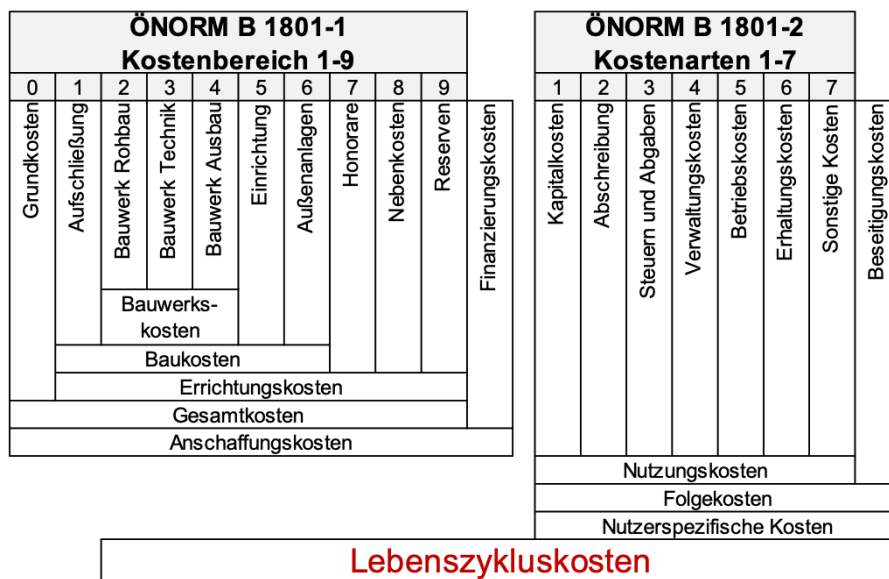 ÖNORM B 1801-1
Kostenbereich 1-9
0 1 2 3 4 5 6 7 8 9
Grundkosten
Aufschließung
Bauwerk Rohbau
Bauwerk Technik
Bauwerk Ausbau
Einrichtung
Außenanlagen
Honorare
Nebenkosten
Reserven
Finanzierungskosten
Bauwerks-
kosten
Baukosten
Errichtungskosten
Gesamtkosten
Anschaffungskosten
ÖNORM B 1801-2
Kostenarten 1-7
1 2 3 4 5 6 7
Kapitalkosten
Abschreibung
Steuern und Abgaben
Verwaltungskosten
Betriebskosten
Erhaltungskosten
Sonstige Kosten
Beseitigungskosten
Nutzungskosten
Folgekosten
Nutzerspezifische Kosten
Lebenszykluskosten